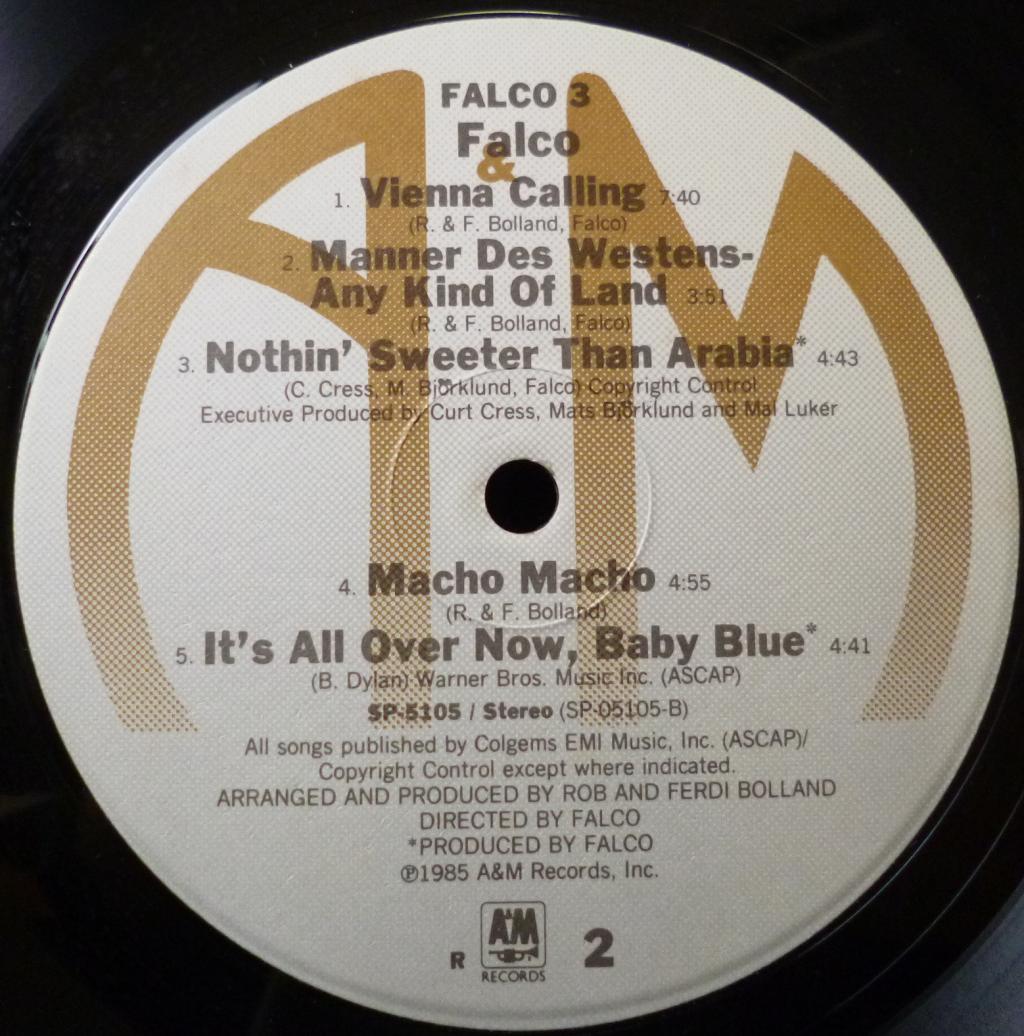 FALCO 3
Falco
&
1. Vienna Calling 7:40
(R. & F. Bolland, Falco)
2. Manner Des Westens-
Any Kind Of Land 3:51
(R. & F. Bolland, Falco)
3. Nothin' Sweeter Than Arabia* 4:43
(C. Cress, M. Björklund, Falco) Copyright Control
Executive Produced by Curt Cress, Mats Björklund and Mal Lukér
4. Macho Macho 4:55
(R. & F. Bolland)
5. It's All Over Now, Baby Blue* 4:41
(B. Dylan) Warner Bros. Music Inc. (ASCAP)
SP-5105 / Stereo (SP-05105-B)
All songs published by Colgems EMI Music, Inc. (ASCAP)/
Copyright Control except where indicated.
ARRANGED AND PRODUCED BY ROB AND FERDI BOLLAND
DIRECTED BY FALCO
*PRODUCED BY FALCO
℗1985 A&M Records, Inc.
R A&M 2
RECORDS